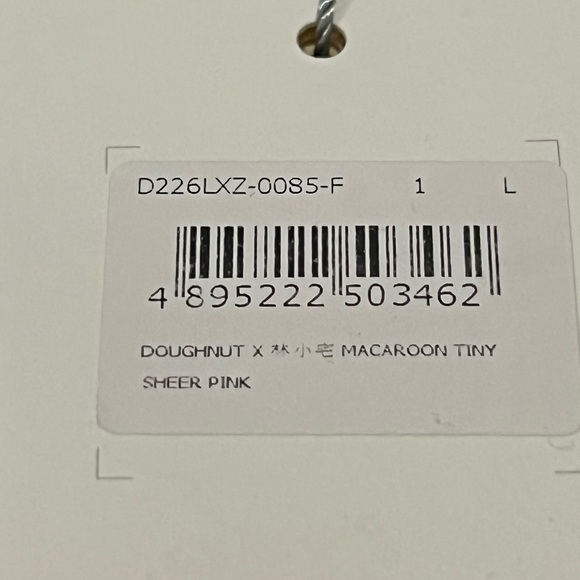 D226LXZ-0085-F 1 L
4 895222 503462
DOUGHNUT X 林小宅 MACAROON TINY
SHEER PINK